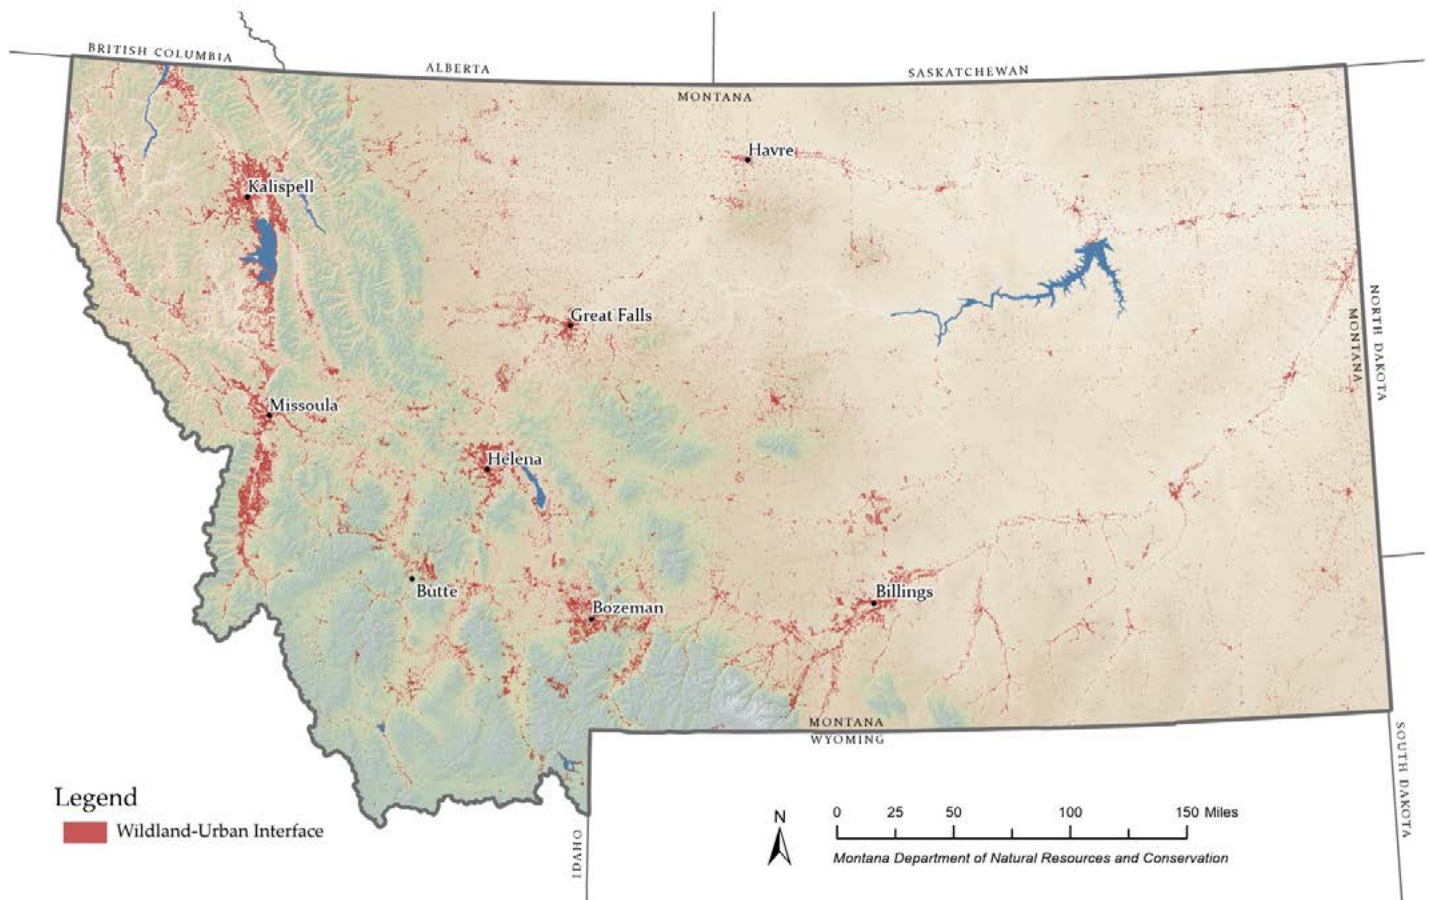 BRITISH COLUMBIA
ALBERTA
SASKATCHEWAN
MONTANA
Havre
Kalispell
Great Falls
NORTH DAKOTA
MONTANA
Missoula
Helena
Butte
Bozeman
Billings
MONTANA
WYOMING
SOUTH DAKOTA
IDAHO
Legend
Wildland-Urban Interface
N
0 25 50 100 150 Miles
Montana Department of Natural Resources and Conservation